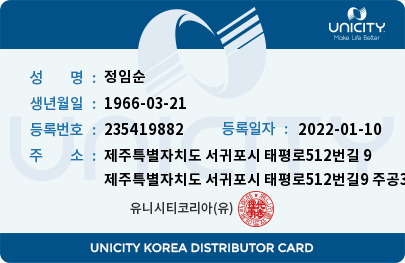 UNICITY
Make Life Better
성 명 : 정임순
생년월일 : 1966-03-21
등록번호 : 235419882 등록일자 : 2022-01-10
주 소 : 제주특별자치도 서귀포시 태평로512번길 9
제주특별자치도 서귀포시 태평로512번길9 주공3
유니시티코리아(유)
UNICITY
UNICITY KOREA DISTRIBUTOR CARD